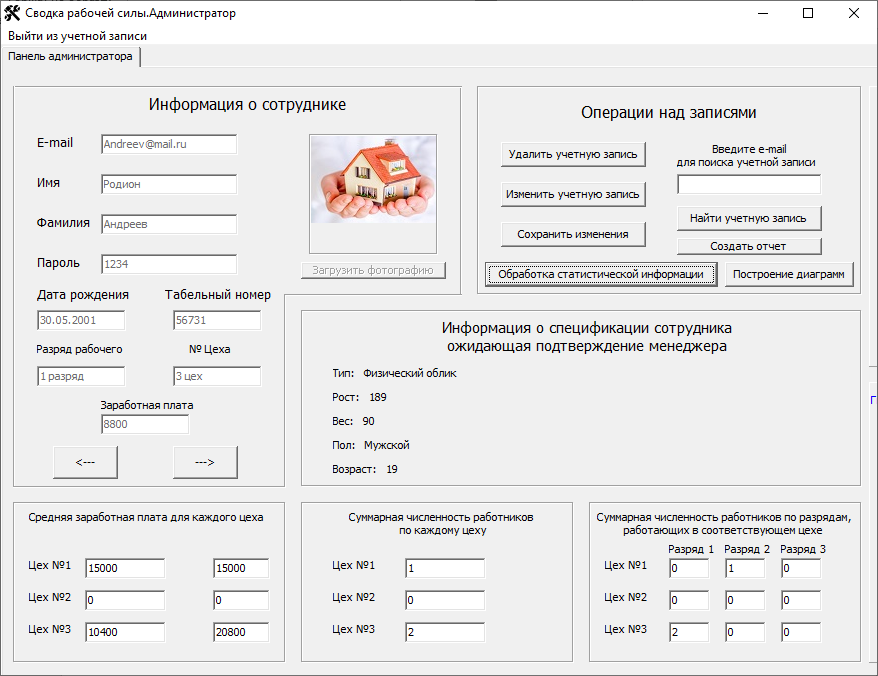 Сводка рабочей силы.Администратор
Выйти из учетной записи
Панель администратора
Информация о сотруднике
E-mail
Andreev@mail.ru
Имя
Родион
Фамилия
Андреев
Пароль
1234
Загрузить фотографию
Дата рождения
Табельный номер
30.05.2001
56731
Разряд рабочего
№ Цеха
1 разряд
3 цех
Заработная плата
8800
<---
--->
Операции над записями
Удалить учетную запись
Изменить учетную запись
Сохранить изменения
Введите e-mail
для поиска учетной записи
Найти учетную запись
Создать отчет
Обработка статистической информации
Построение диаграмм
Информация о спецификации сотрудника
ожидающая подтверждение менеджера
Тип: Физический облик
Рост: 189
Вес: 90
Пол: Мужской
Возраст: 19
Средняя заработная плата для каждого цеха
Цех №1 15000 15000
Цех №2 0 0
Цех №3 10400 20800
Суммарная численность работников
по каждому цеху
Цех №1 1
Цех №2 0
Цех №3 2
Суммарная численность работников по разрядам,
работающих в соответствующем цехе
Разряд 1 Разряд 2 Разряд 3
Цех №1 0 1 0
Цех №2 0 0 0
Цех №3 2 0 0